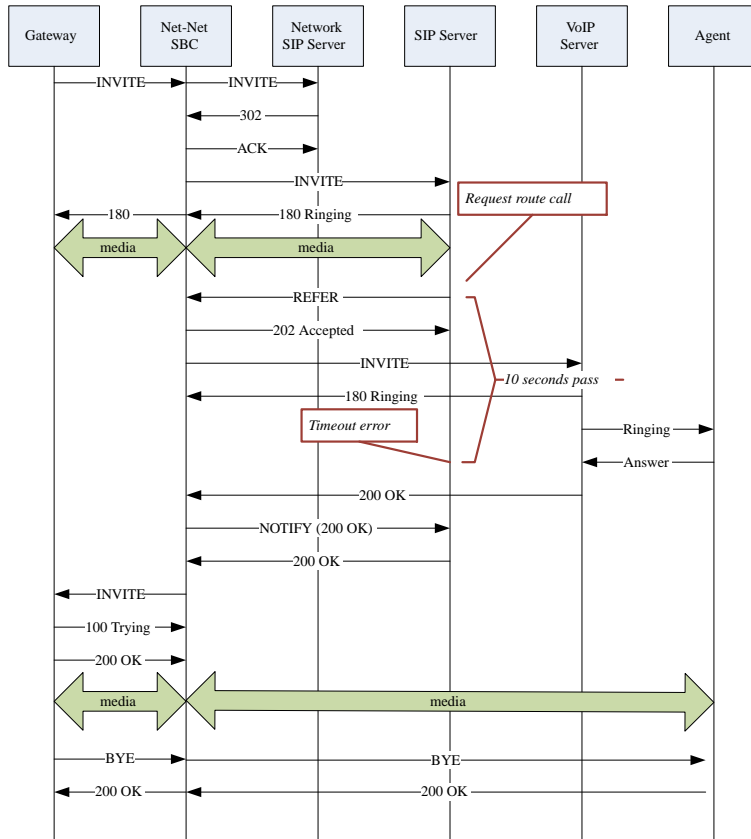 Gateway
Net-Net
SBC
Network
SIP Server
SIP Server
VoIP
Server
Agent
INVITE
INVITE
302
ACK
INVITE
Request route call
180
180 Ringing
media
media
REFER
202 Accepted
INVITE
10 seconds pass
180 Ringing
Timeout error
Ringing
Answer
200 OK
NOTIFY (200 OK)
200 OK
INVITE
100 Trying
200 OK
media
media
BYE
BYE
200 OK
200 OK